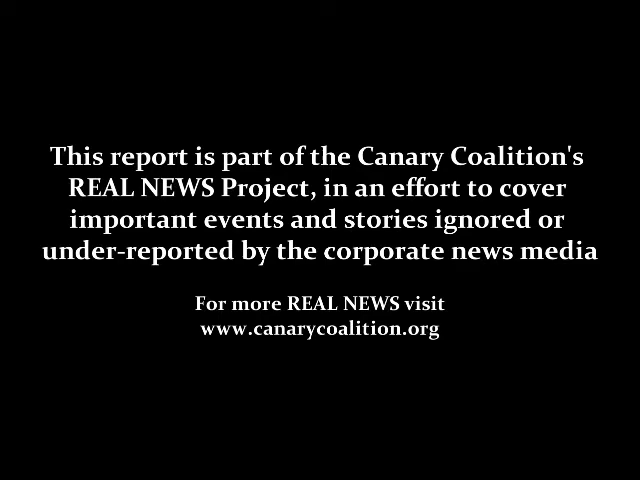 This report is part of the Canary Coalition's
REAL NEWS Project, in an effort to cover
important events and stories ignored or
under-reported by the corporate news media
For more REAL NEWS visit
www.canarycoalition.org